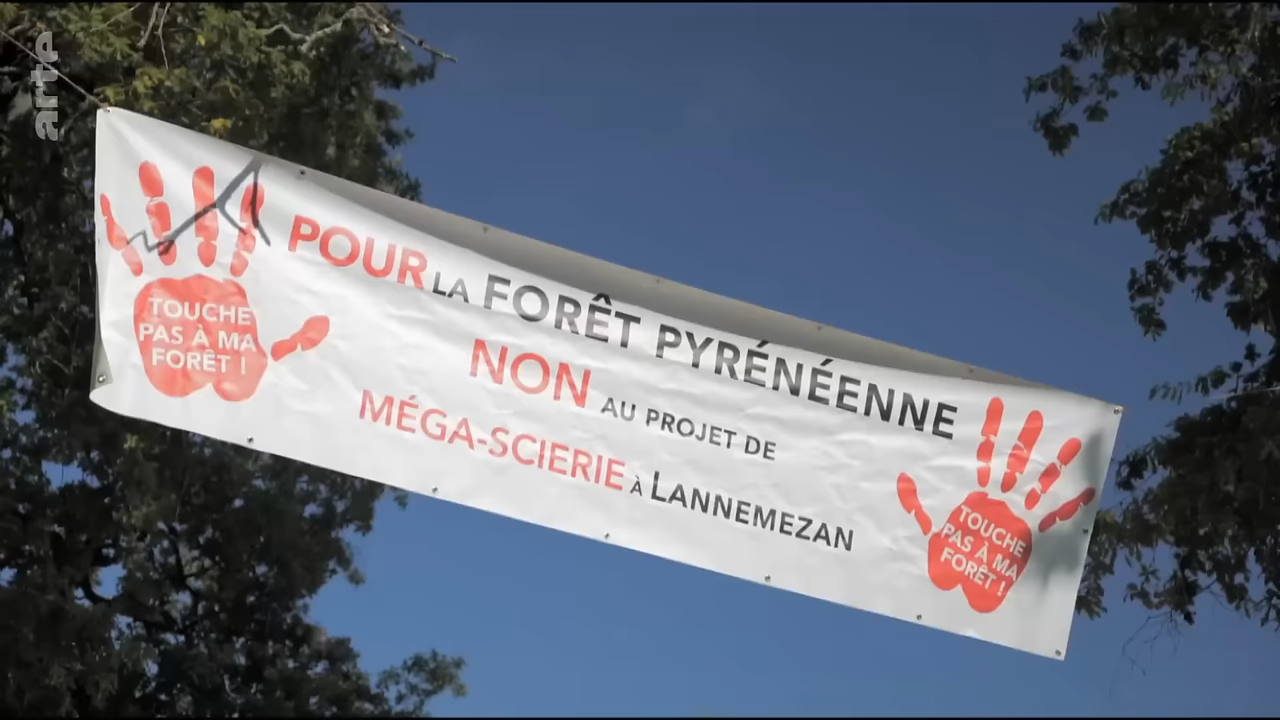 arte
POUR LA FORÊT PYRÉNÉENNE
NON AU PROJET DE
MÉGA-SCIERIE À LANNEMEZAN
TOUCHE
PAS À MA
FORÊT !
TOUCHE
PAS À MA
FORÊT !